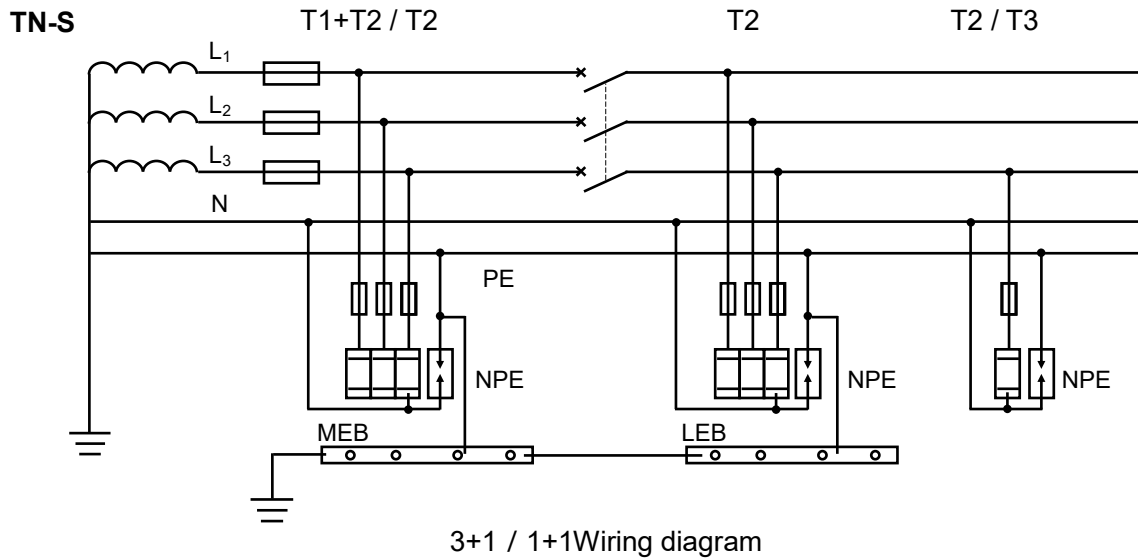 TN-S T1+T2 / T2 T2 T2 / T3
L₁
L₂
L₃
N
PE
NPE NPE NPE
MEB LEB
3+1 / 1+1Wiring diagram